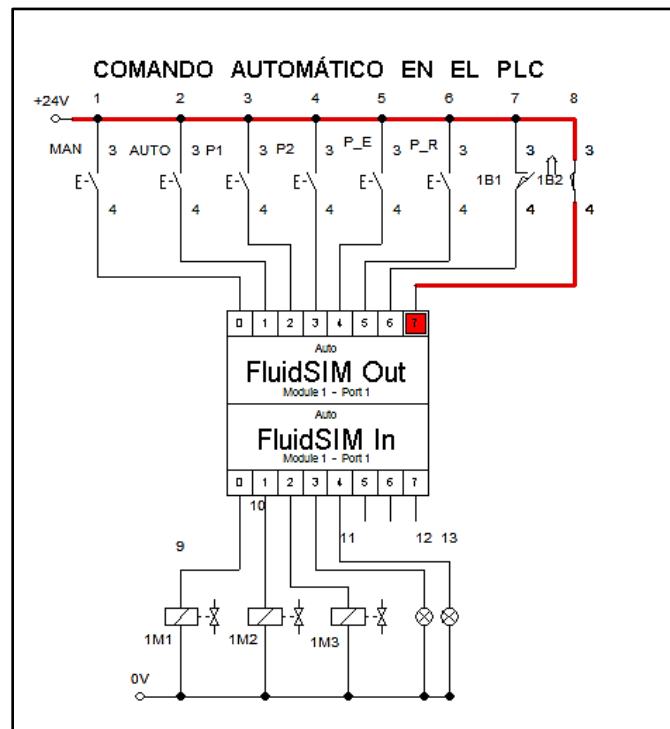 COMANDO AUTOMÁTICO EN EL PLC
1 2 3 4 5 6 7 8
+24V
MAN 3 AUTO 3 P1 3 P2 3 P_E 3 P_R 3 3 3
E E E E E E 1B1 1B2
4 4 4 4 4 4 4 4
0 1 2 3 4 5 6 7
Auto
FluidSIM Out
Module 1 - Port 1
Auto
FluidSIM In
Module 1 - Port 1
0 1 2 3 4 5 6 7
10
9 11 12 13
1M1 1M2 1M3
0V